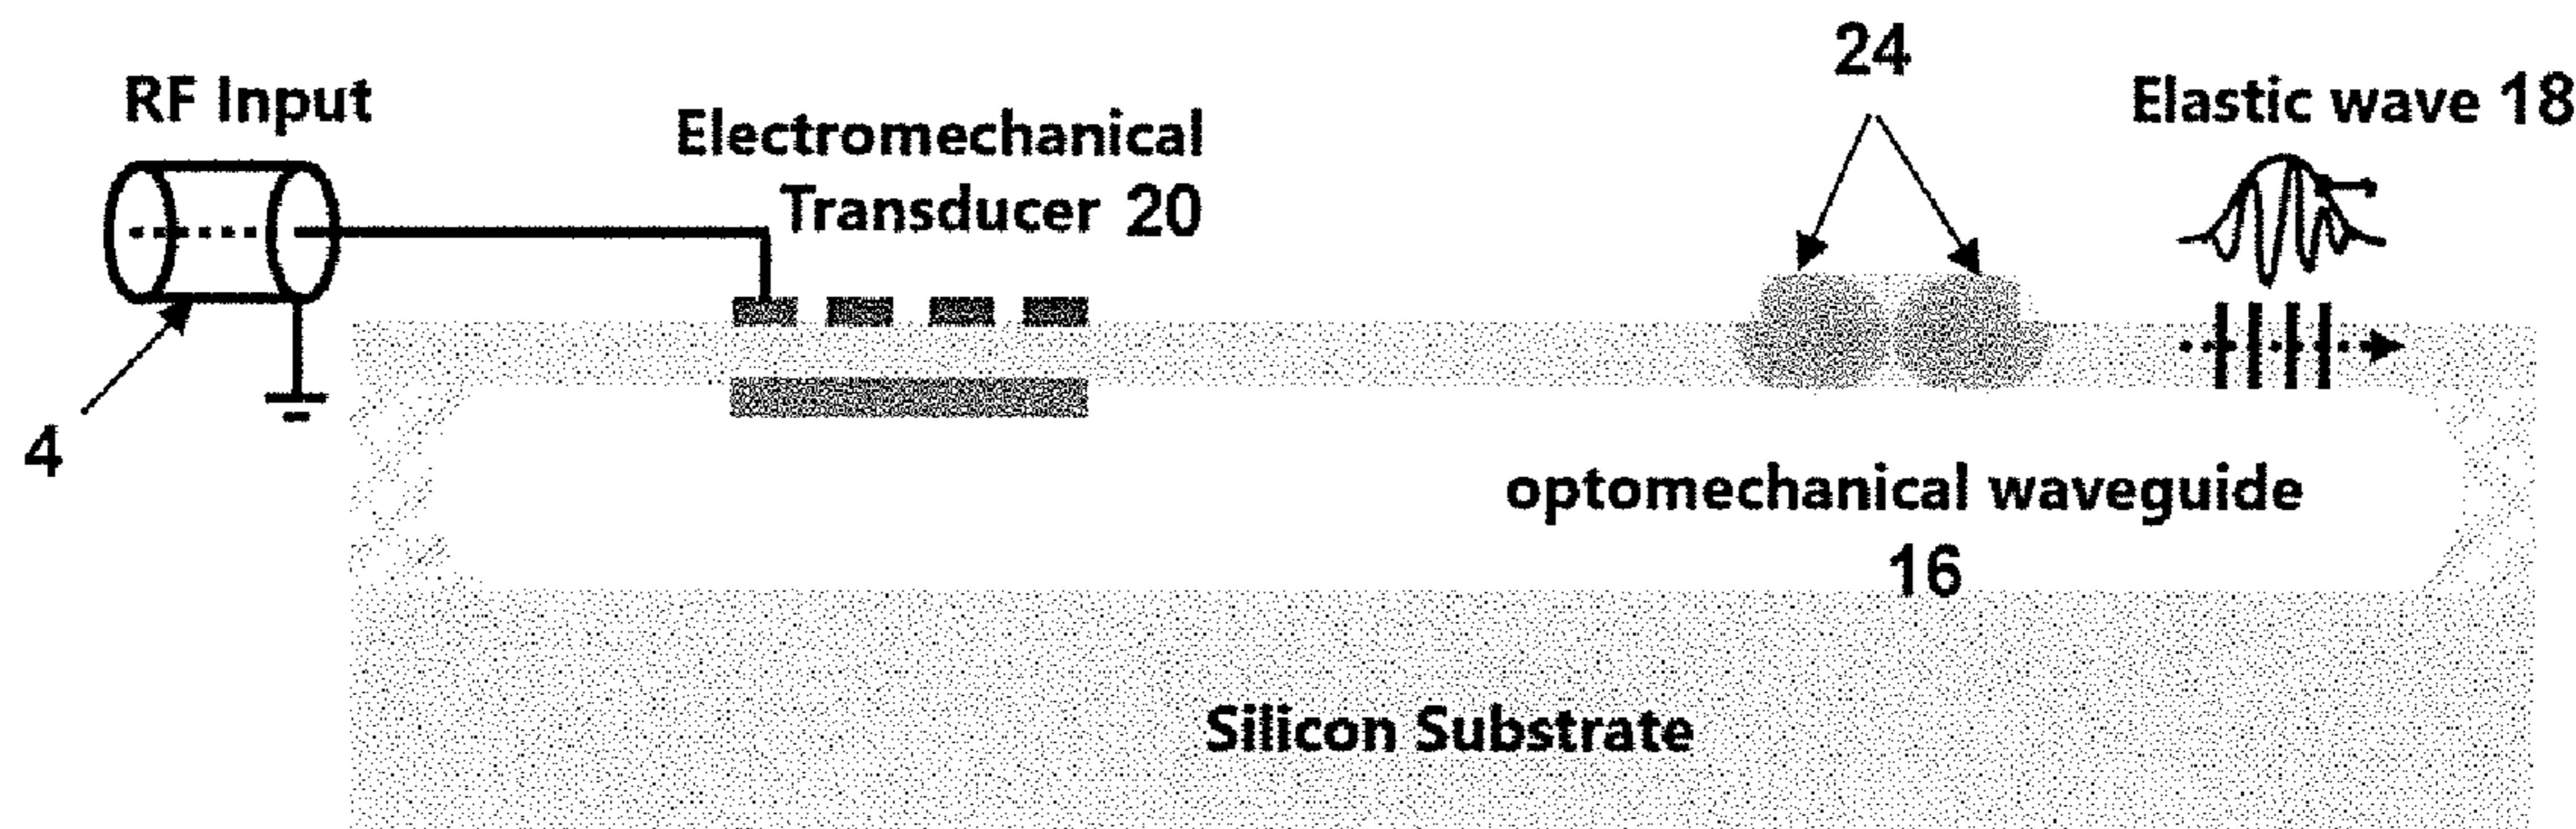 24
RF Input
Elastic wave 18
Electromechanical
Transducer 20
4
optomechanical waveguide
16
Silicon Substrate